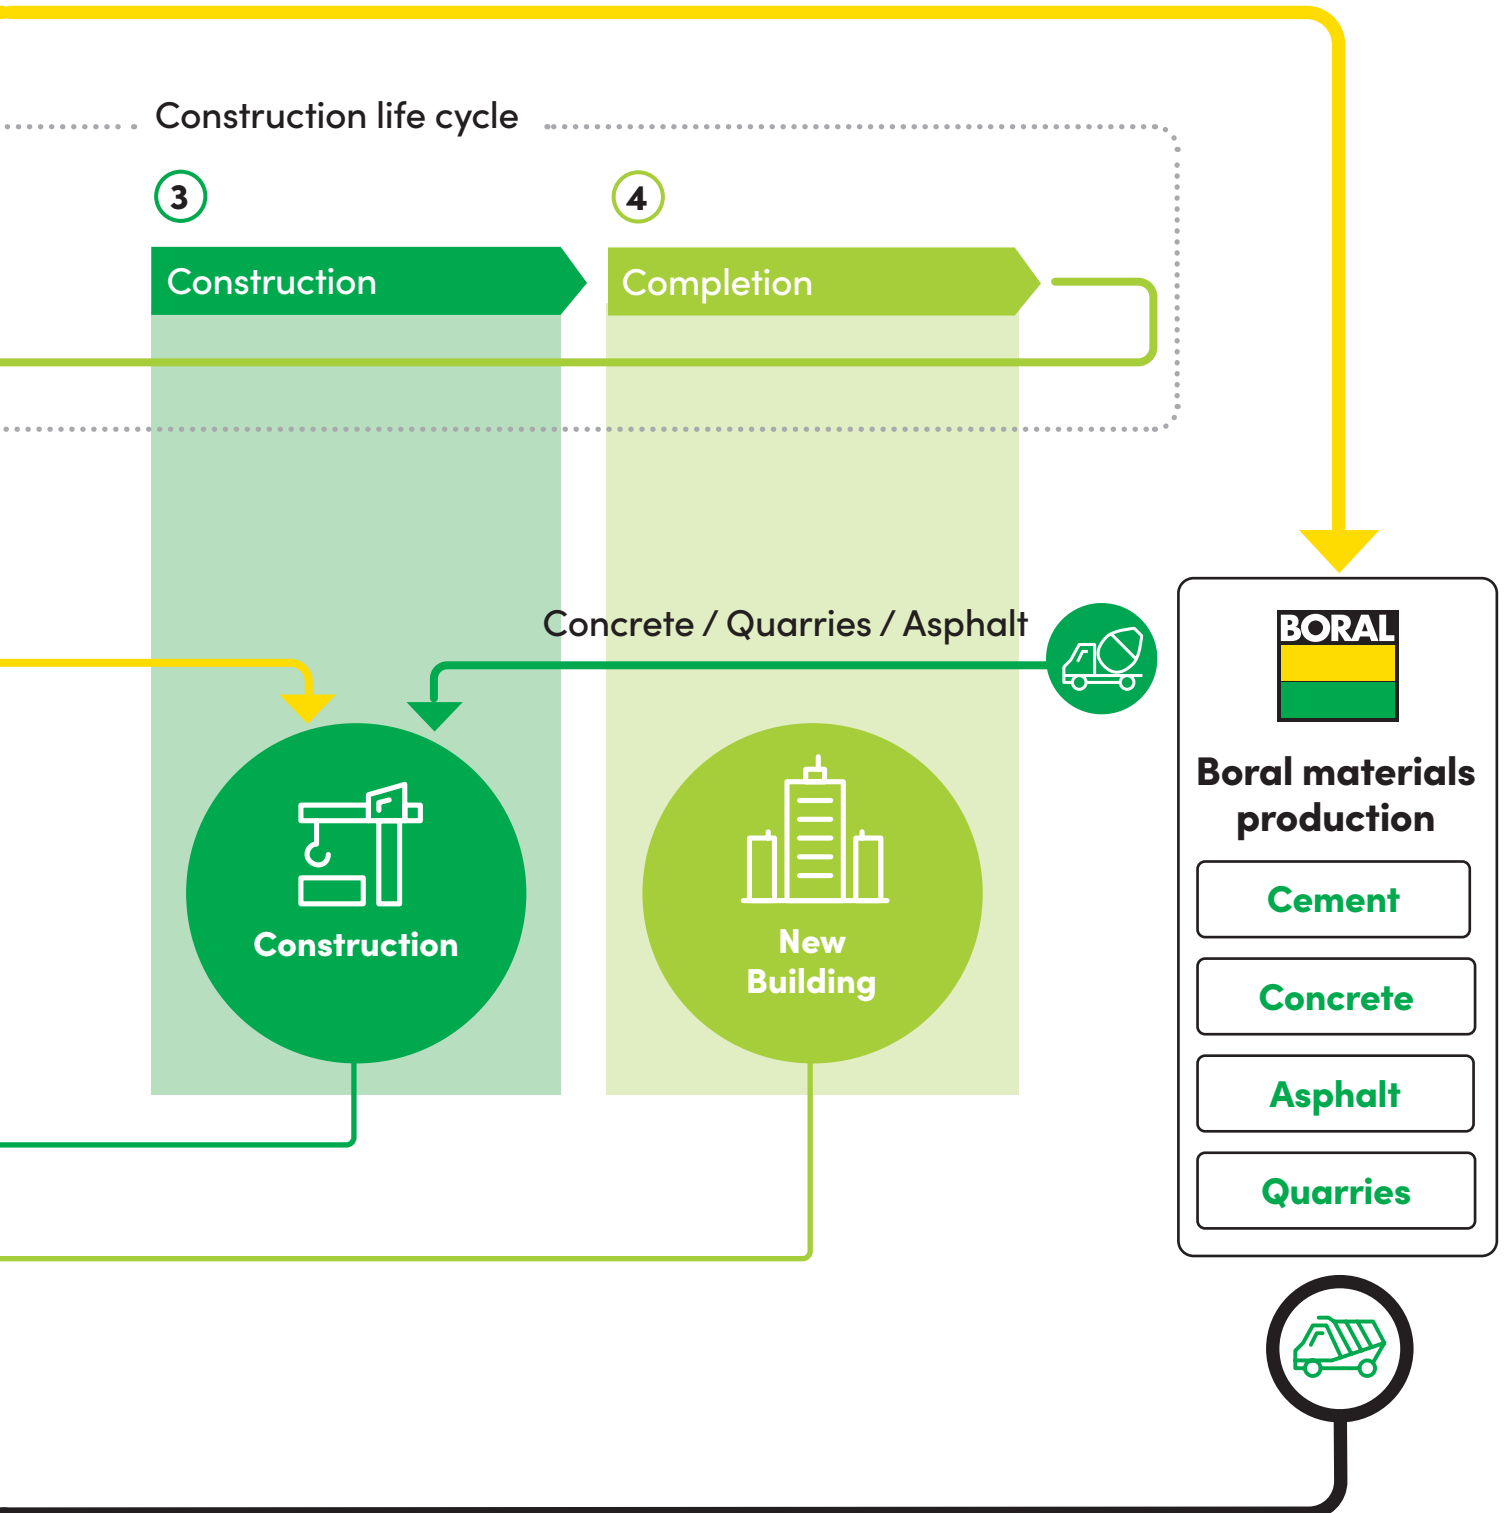 Construction life cycle
3
4
Construction
Completion
Concrete / Quarries / Asphalt
BORAL
Boral materials
production
Construction
New
Building
Cement
Concrete
Asphalt
Quarries